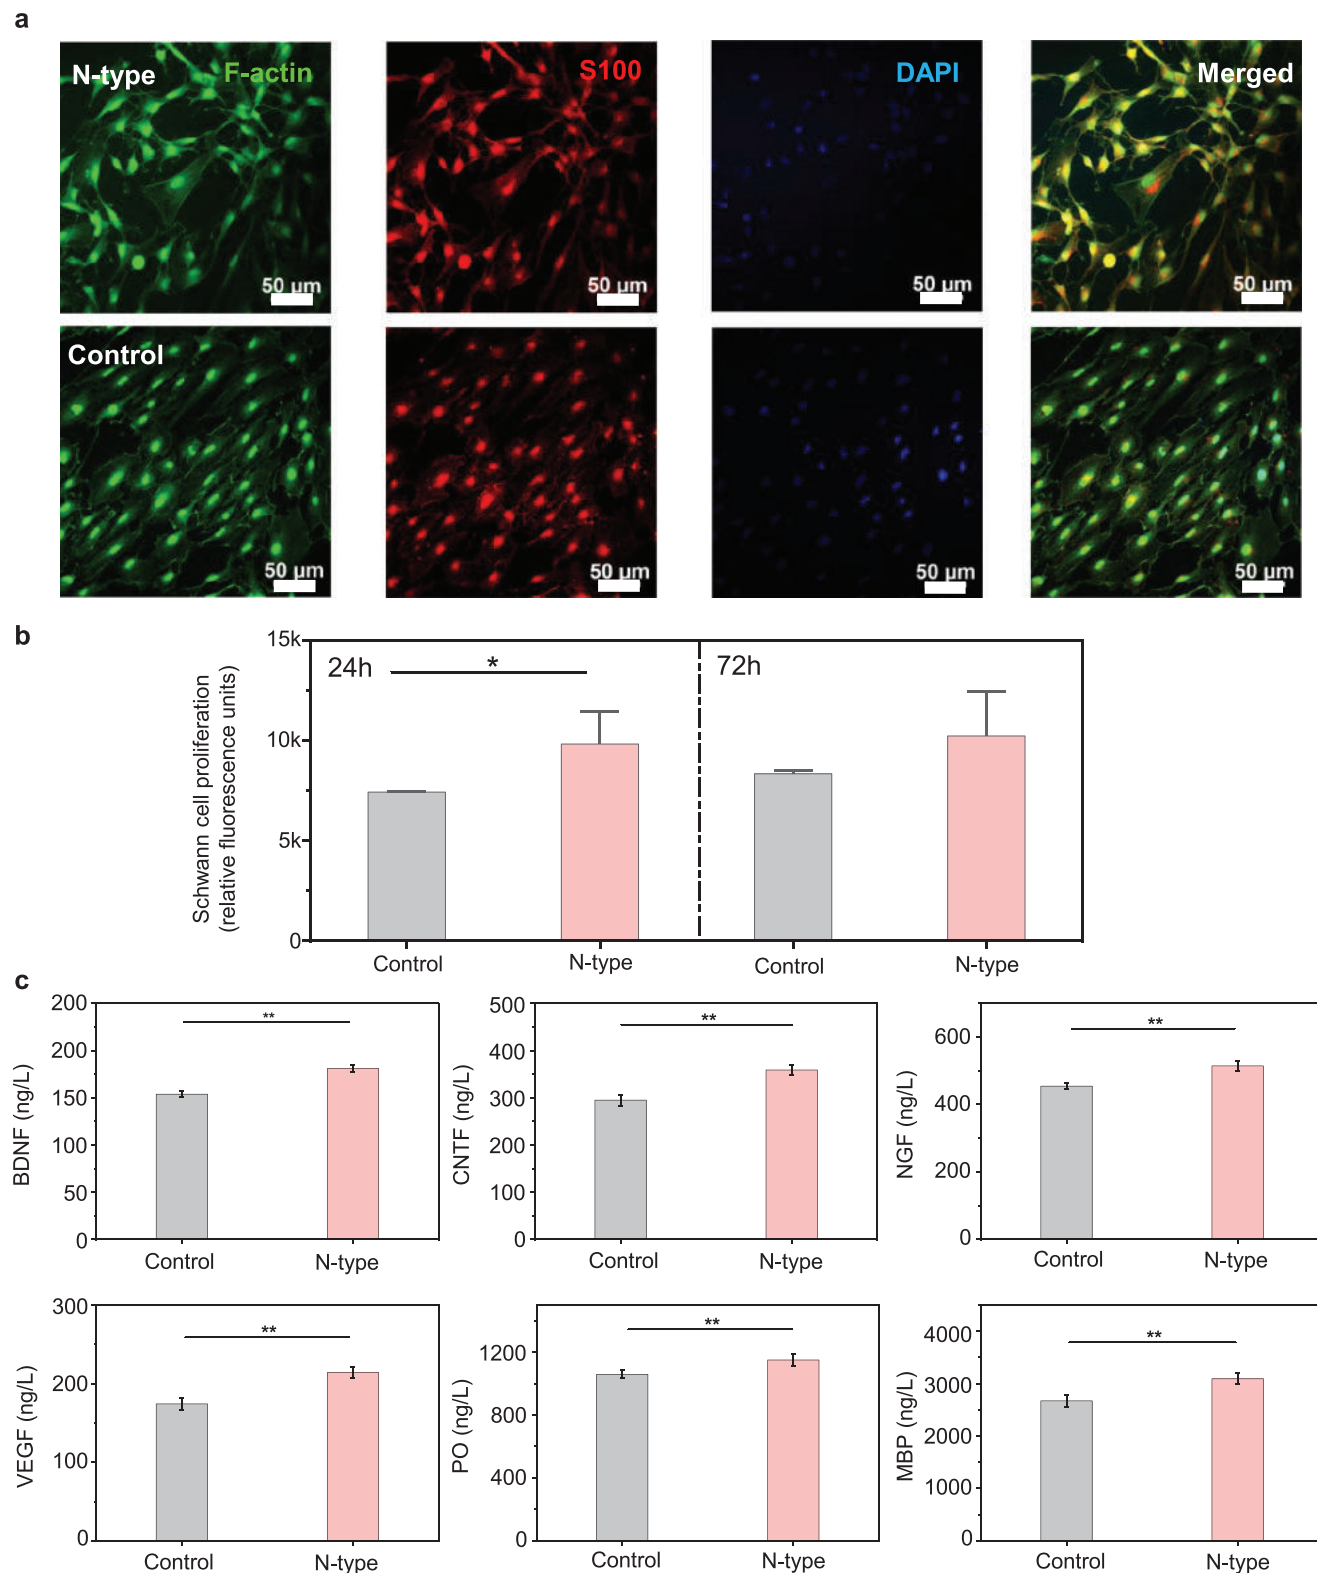 a
N-type F-actin S100 DAPI Merged
50 µm 50 µm 50 µm 50 µm
Control
50 µm 50 µm 50 µm 50 µm
b
Schwann cell proliferation
(relative fluorescence units)
15k
10k
5k
0
24h * 72h
Control N-type Control N-type
c
BDNF (ng/L)
200
200
150
100
50
0
**
Control N-type
CNTF (ng/L)
500
400
300
200
100
0
**
Control N-type
NGF (ng/L)
600
400
200
0
**
Control N-type
VEGF (ng/L)
300
200
100
0
**
Control N-type
PO (ng/L)
1200
800
400
0
**
Control N-type
MBP (ng/L)
4000
3000
2000
1000
0
**
Control N-type